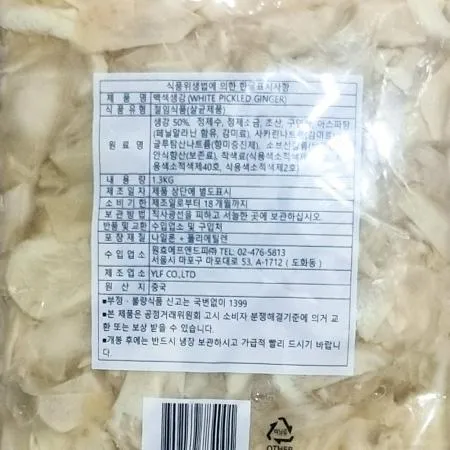 식품위생법에 의한 한글표시사항
제 품 명 백색생강(WHITE PICKLED GINGER)
식 품 유 형 절임식품(살균제품)
원 료 명 생강 50%, 정제수, 정제소금, 초산, 구연산, 아스파탐
(페닐알라닌 함유, 감미료), 사카린나트륨(감미료)
글루탐산나트륨(향미증진제), 소브산칼륨
안식향산(보존료), 착색료(식용색소적색
용색소적색제40호, 식용색소적색제2호)
내 용 량 1.3KG
제 조 일 자 제품 상단에 별도표시
소 비 기 한 제조일로부터 18개월까지
보 관 방 법 직사광선을 피하고 서늘한 곳에 보관하십시오.
반품 및 교환 수입업소 및 구입처
포 장 재 질 나일론 + 폴리에틸렌
수 입 업 소 원효에프앤드피㈜ TEL: 02-476-5813
서울시 마포구 마포대로 53, A-1712 ( 도화동 )
제 조 업 소 YLF CO.,LTD
원 산 지 중국
■부정 · 불량식품 신고는 국번없이 1399
■본 제품은 공정거래위원회 고시 소비자 분쟁해결기준에 의거 교
환 또는 보상 받을 수 있습니다.
■개봉 후에는 반드시 냉장 보관하시고 가급적 빨리 드시기 바랍니
다.
OTHER